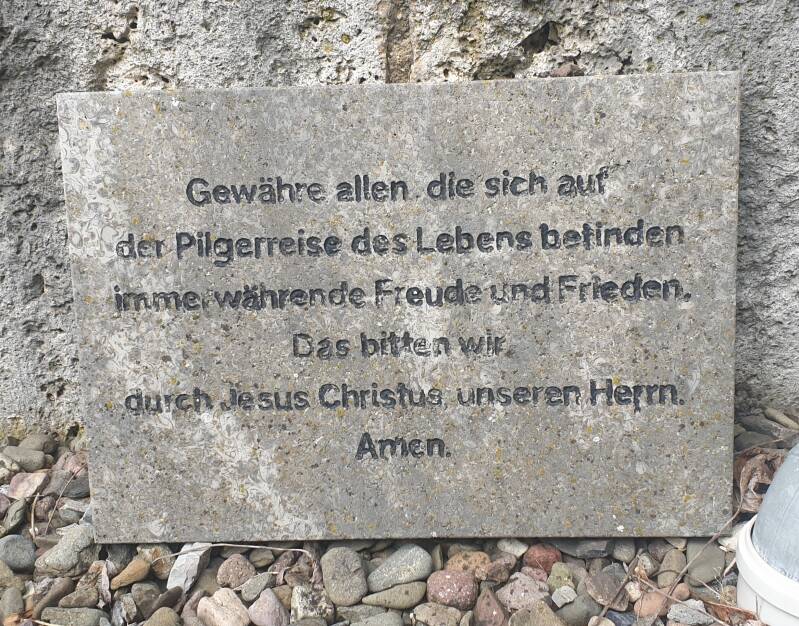 Gewähre allen, die sich auf
der Pilgerreise des Lebens befinden
immerwährende Freude und Frieden.
Das bitten wir
durch Jesus Christus, unseren Herrn.
Amen.